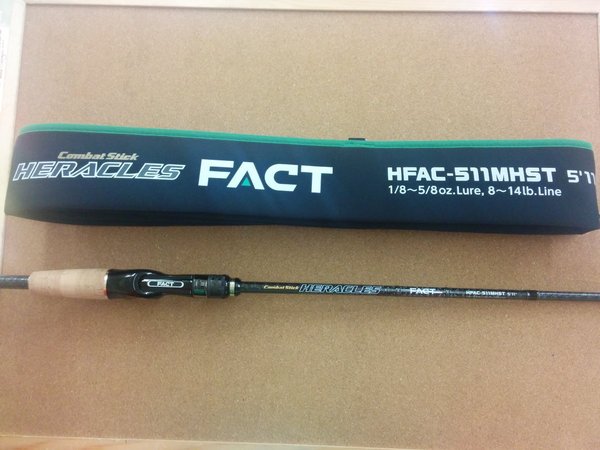 Combat Stick
HERACLES FACT
HFAC-511MHST 5'11
1/8~5/8oz.Lure, 8~14lb.Line
FACT
Combat Stick HERACLES FACT HFAC-511MHST 5'11"